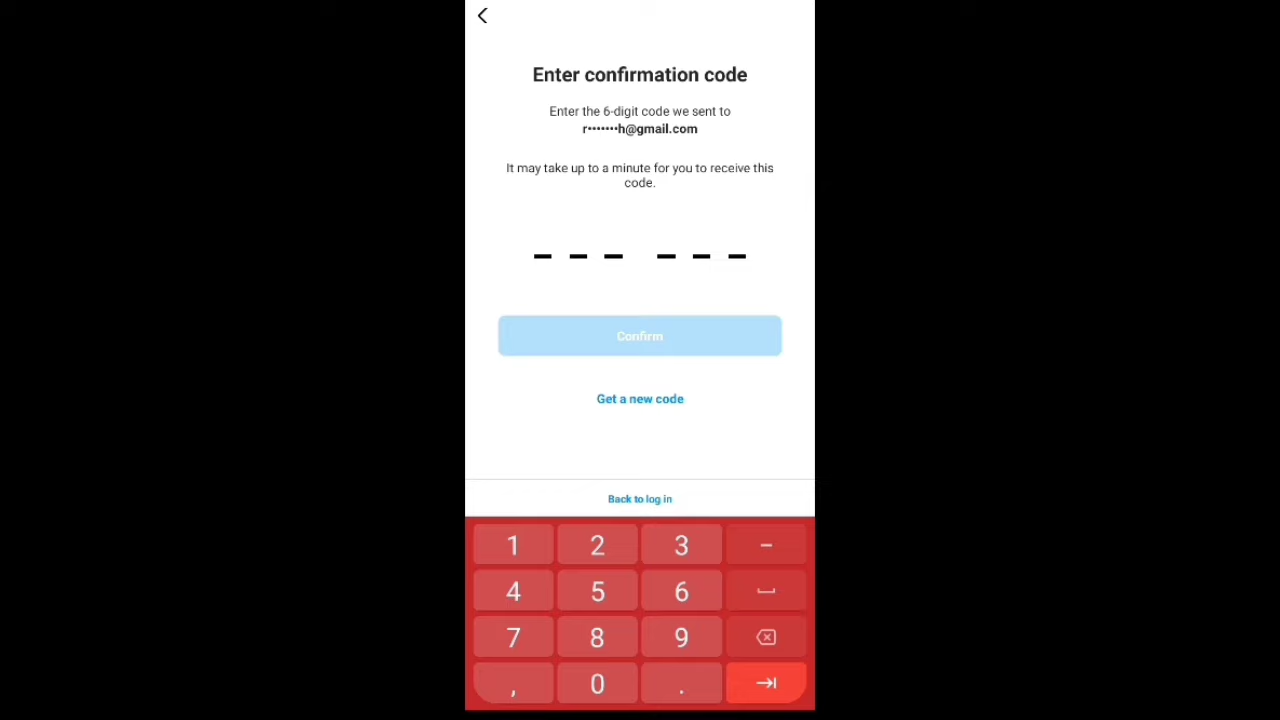 Enter confirmation code
Enter the 6-digit code we sent to
r•••••••h@gmail.com
It may take up to a minute for you to receive this
code.
Confirm
Get a new code
Back to log in
1 2 3 –
4 5 6
7 8 9
, 0 .